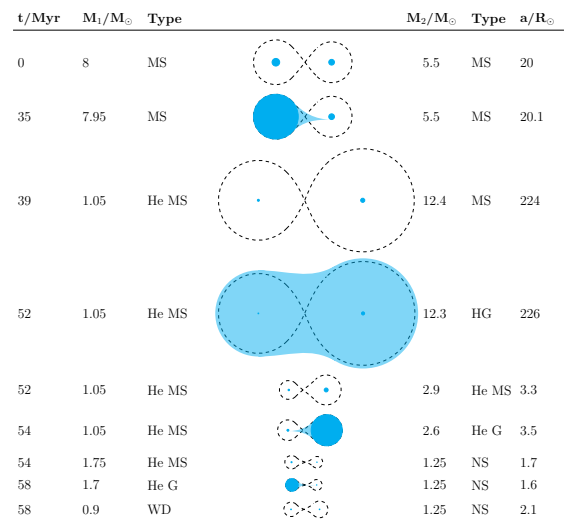 t/Myr M₁/M☉ Type M₂/M☉ Type a/R☉
0 8 MS 5.5 MS 20
35 7.95 MS 5.5 MS 20.1
39 1.05 He MS 12.4 MS 224
52 1.05 He MS 12.3 HG 226
52 1.05 He MS 2.9 He MS 3.3
54 1.05 He MS 2.6 He G 3.5
54 1.75 He MS 1.25 NS 1.7
58 1.7 He G 1.25 NS 1.6
58 0.9 WD 1.25 NS 2.1